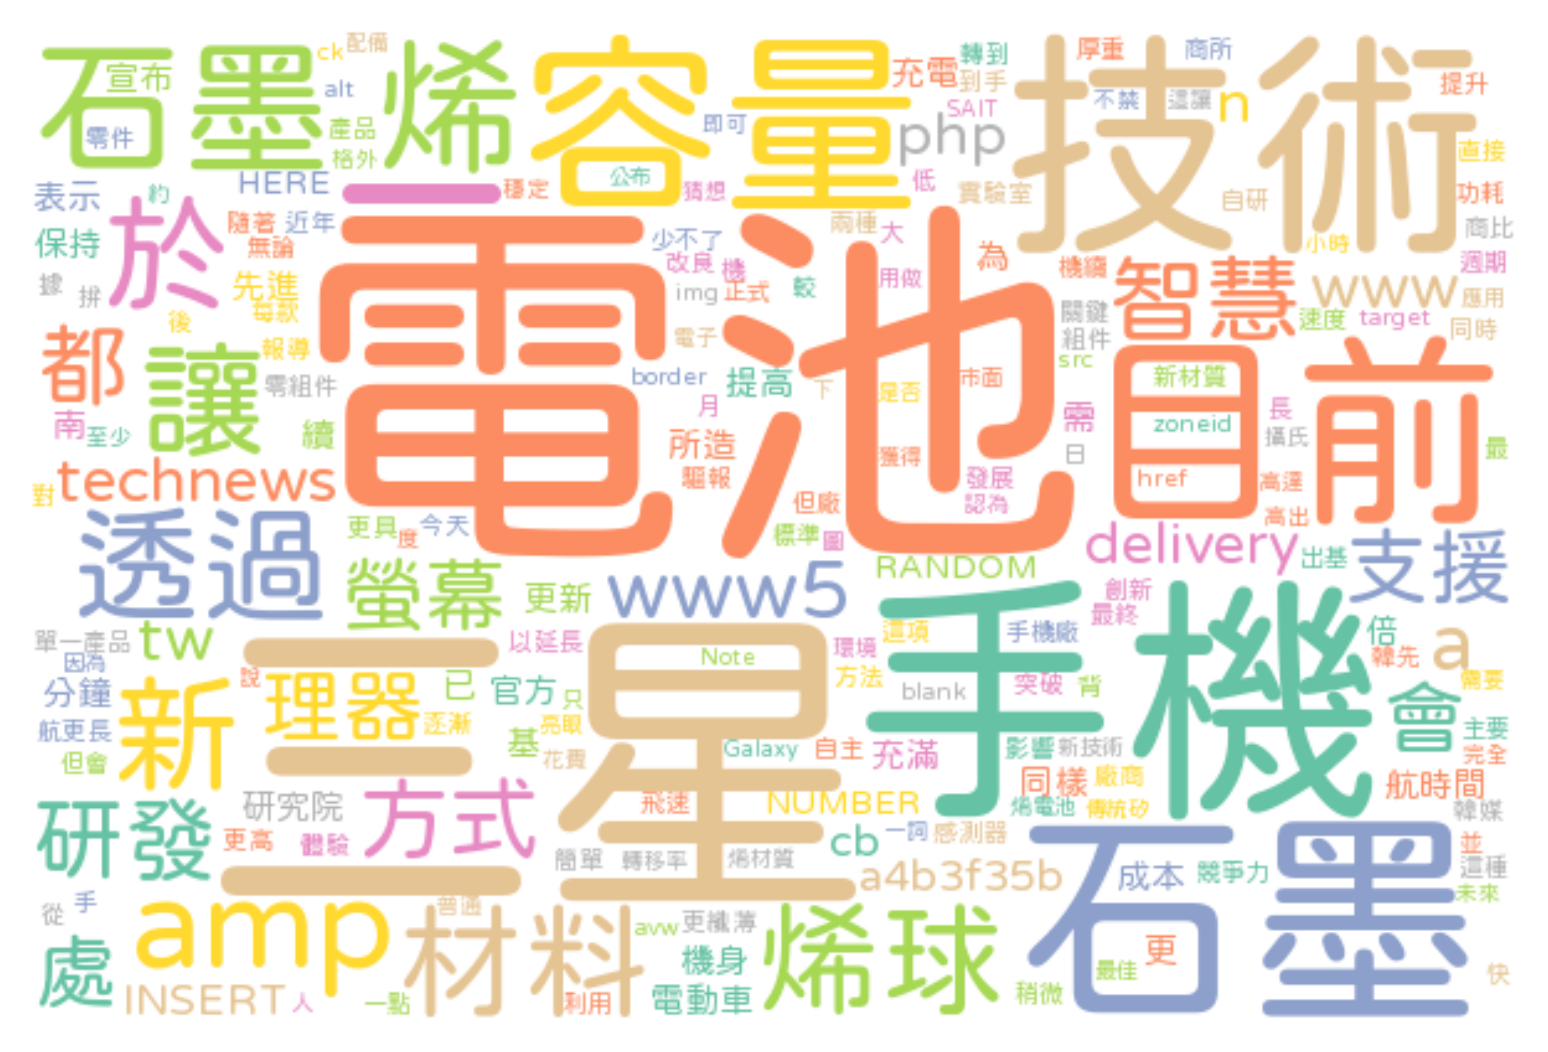 石墨烯
容量
技術
宣布
零件
ck
配備
alt
產品
格外
充電
轉到
到手
SAIT
php
即可
公布
厚重
商所
不禁
這讓
n
提升
直接
功耗
自研
實驗室
表示
約
HERE
一
穩定
猜想
低
於
隨著
近年
無論
保持
據
拚
先進
每款
後
報導
電池
少不了
改良
機
img
正式
較
兩種
大
用做
為
機續
智慧
小時
商比
週期
www
應用
速度
target
同時
關鍵
組件
src
都
讓
零組件
電子
border
提高
下
月
是否
市面
目前
新材質
zoneid
href
需
日
長
攝氏
最
高達
高出
南
至少
續
technews
對
所造
驅報
獲得
發展
認為
但廠
標準
圖
透過
更具
度
今天
螢幕
更新
www5
RANDOM
delivery
出基
支援
創新
最終
三星
手機
單一產品
因為
tw
說
以延長
Note
環境
這項
方法
手機廠
倍
韓先
a
需要
分鐘
新
處理器
已
官方
只
逐漸
亮眼
基
花費
blank
突破
背
會
主要
完全
航更長
但會
Galaxy
自主
充滿
影響
新技術
同樣
廠商
航時間
研發
研究院
更高
體驗
方式
飛速
NUMBER
烯電池
傳統矽
韓媒
簡單
轉移率
烯材質
cb
一詞
感測器
a4b3f35b
石墨
成本
競爭力
並
這種
未來
從
手
amp
普通
材料
avw
更纖薄
烯球
更
最佳
稍微
快
處
INSERT
人
一點
利用
機身
電動車